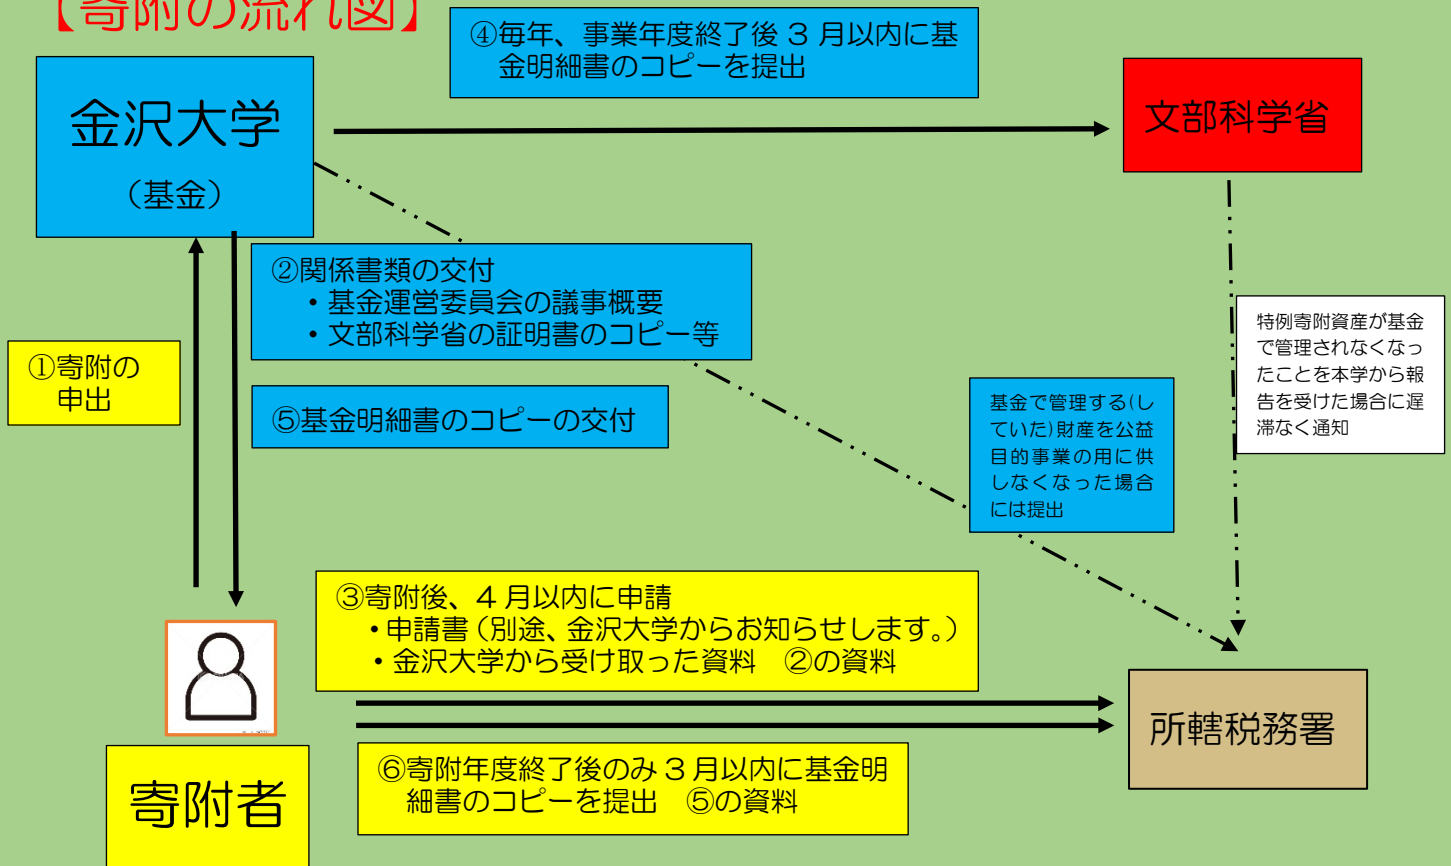 【寄附の流れ図】
④毎年、事業年度終了後 3 月以内に基
金明細書のコピーを提出
金沢大学
（基金）
文部科学省
②関係書類の交付
・基金運営委員会の議事概要
・文部科学省の証明書のコピー等
①寄附の
申出
⑤基金明細書のコピーの交付
特例寄附資産が基金
で管理されなくなっ
たことを本学から報
告を受けた場合に遅
滞なく通知
基金で管理する(し
ていた)財産を公益
目的事業の用に供
しなくなった場合
には提出
③寄附後、4 月以内に申請
・申請書（別途、金沢大学からお知らせします。）
・金沢大学から受け取った資料　②の資料
所轄税務署
寄附者
⑥寄附年度終了後のみ 3 月以内に基金明
細書のコピーを提出　⑤の資料